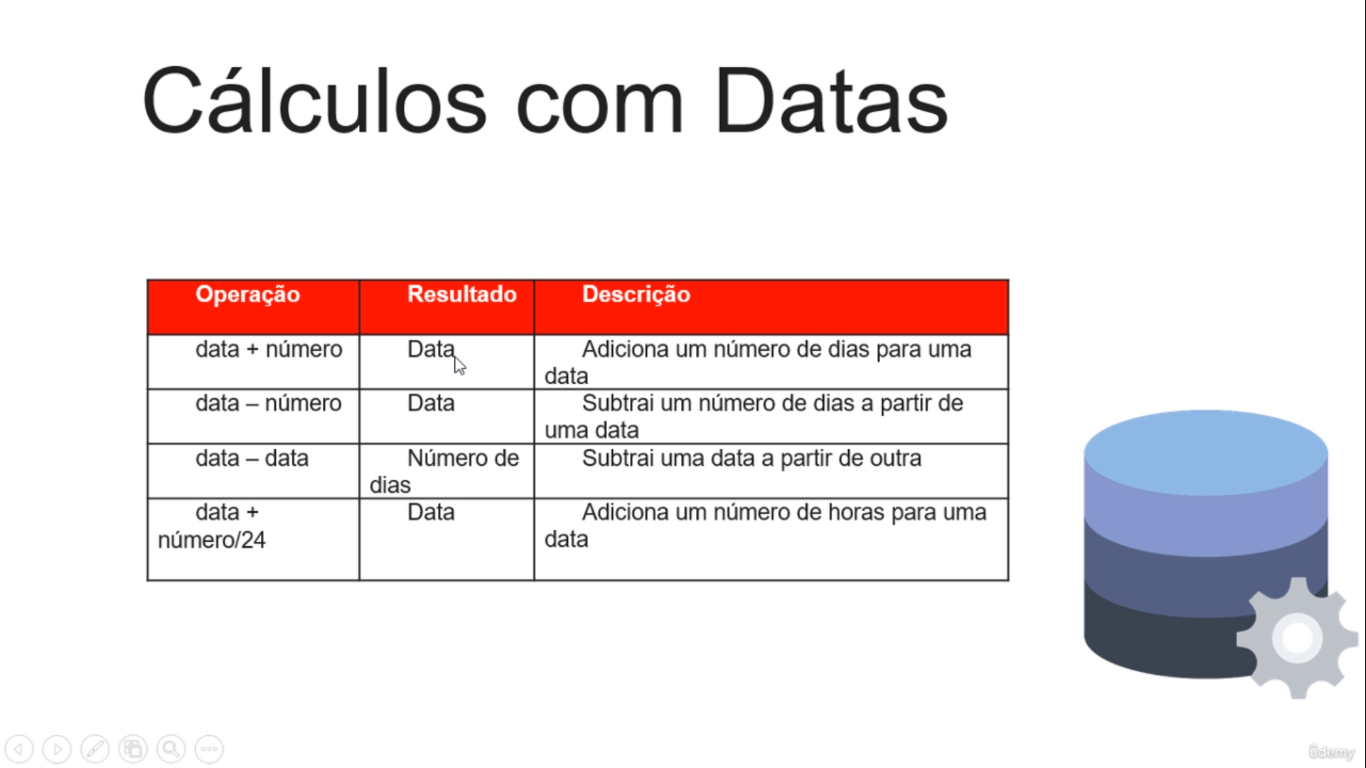 Cálculos com Datas
Operação Resultado Descrição
data + número Data Adiciona um número de dias para uma
data
data – número Data Subtrai um número de dias a partir de
uma data
data – data Número de Subtrai uma data a partir de outra
dias
data + Data Adiciona um número de horas para uma
número/24 data
ûdemy